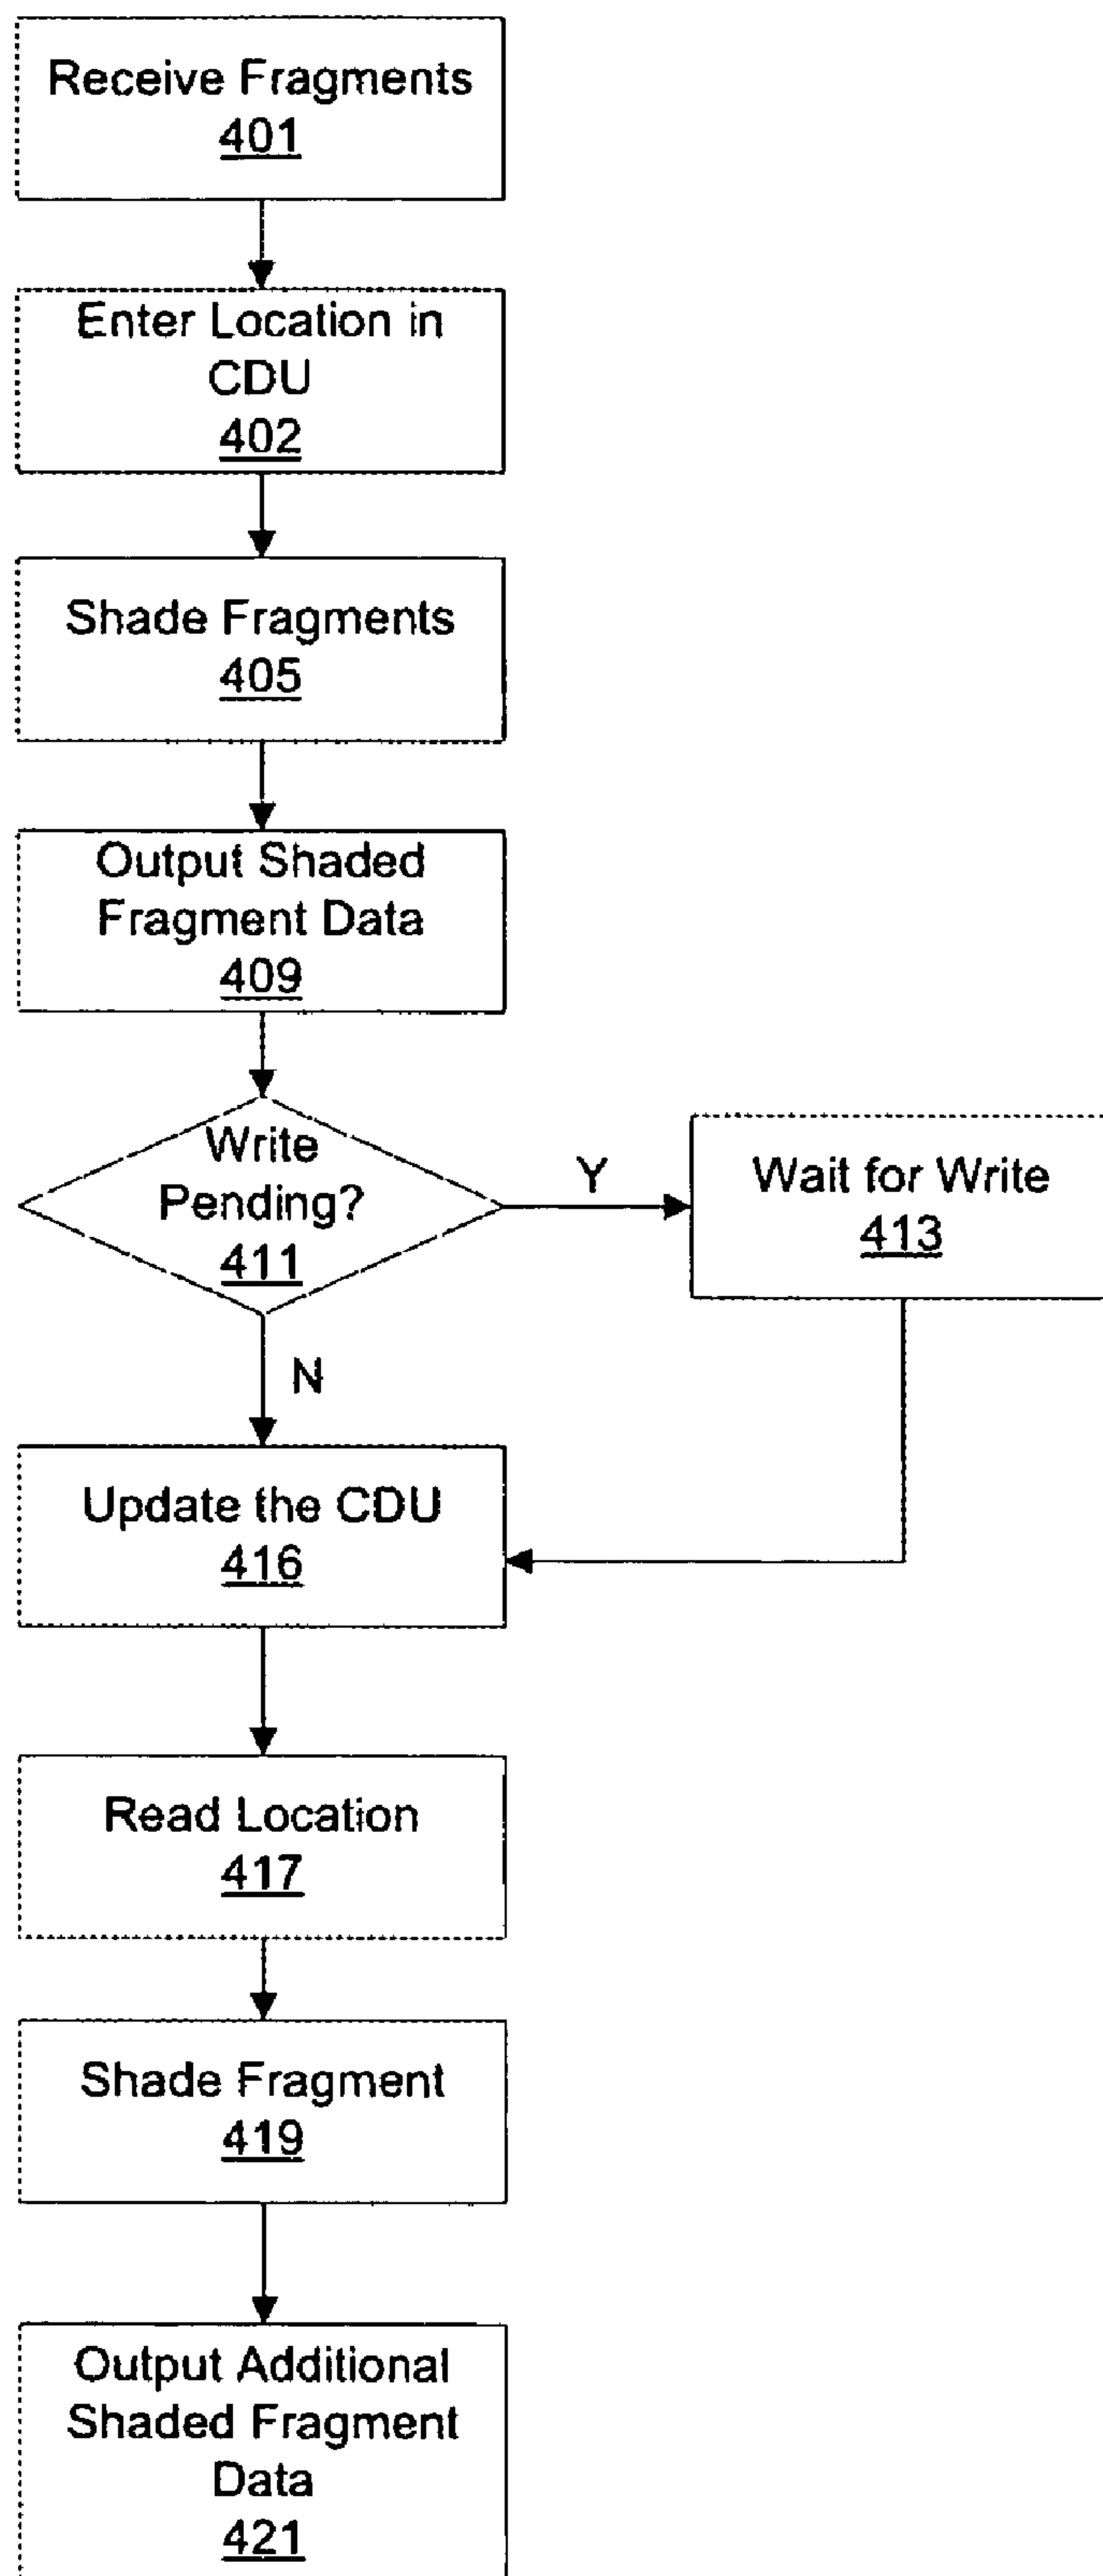 Receive Fragments
401
Enter Location in
CDU
402
Shade Fragments
405
Output Shaded
Fragment Data
409
Write
Pending?
411
Y
Wait for Write
413
N
Update the CDU
416
Read Location
417
Shade Fragment
419
Output Additional
Shaded Fragment
Data
421